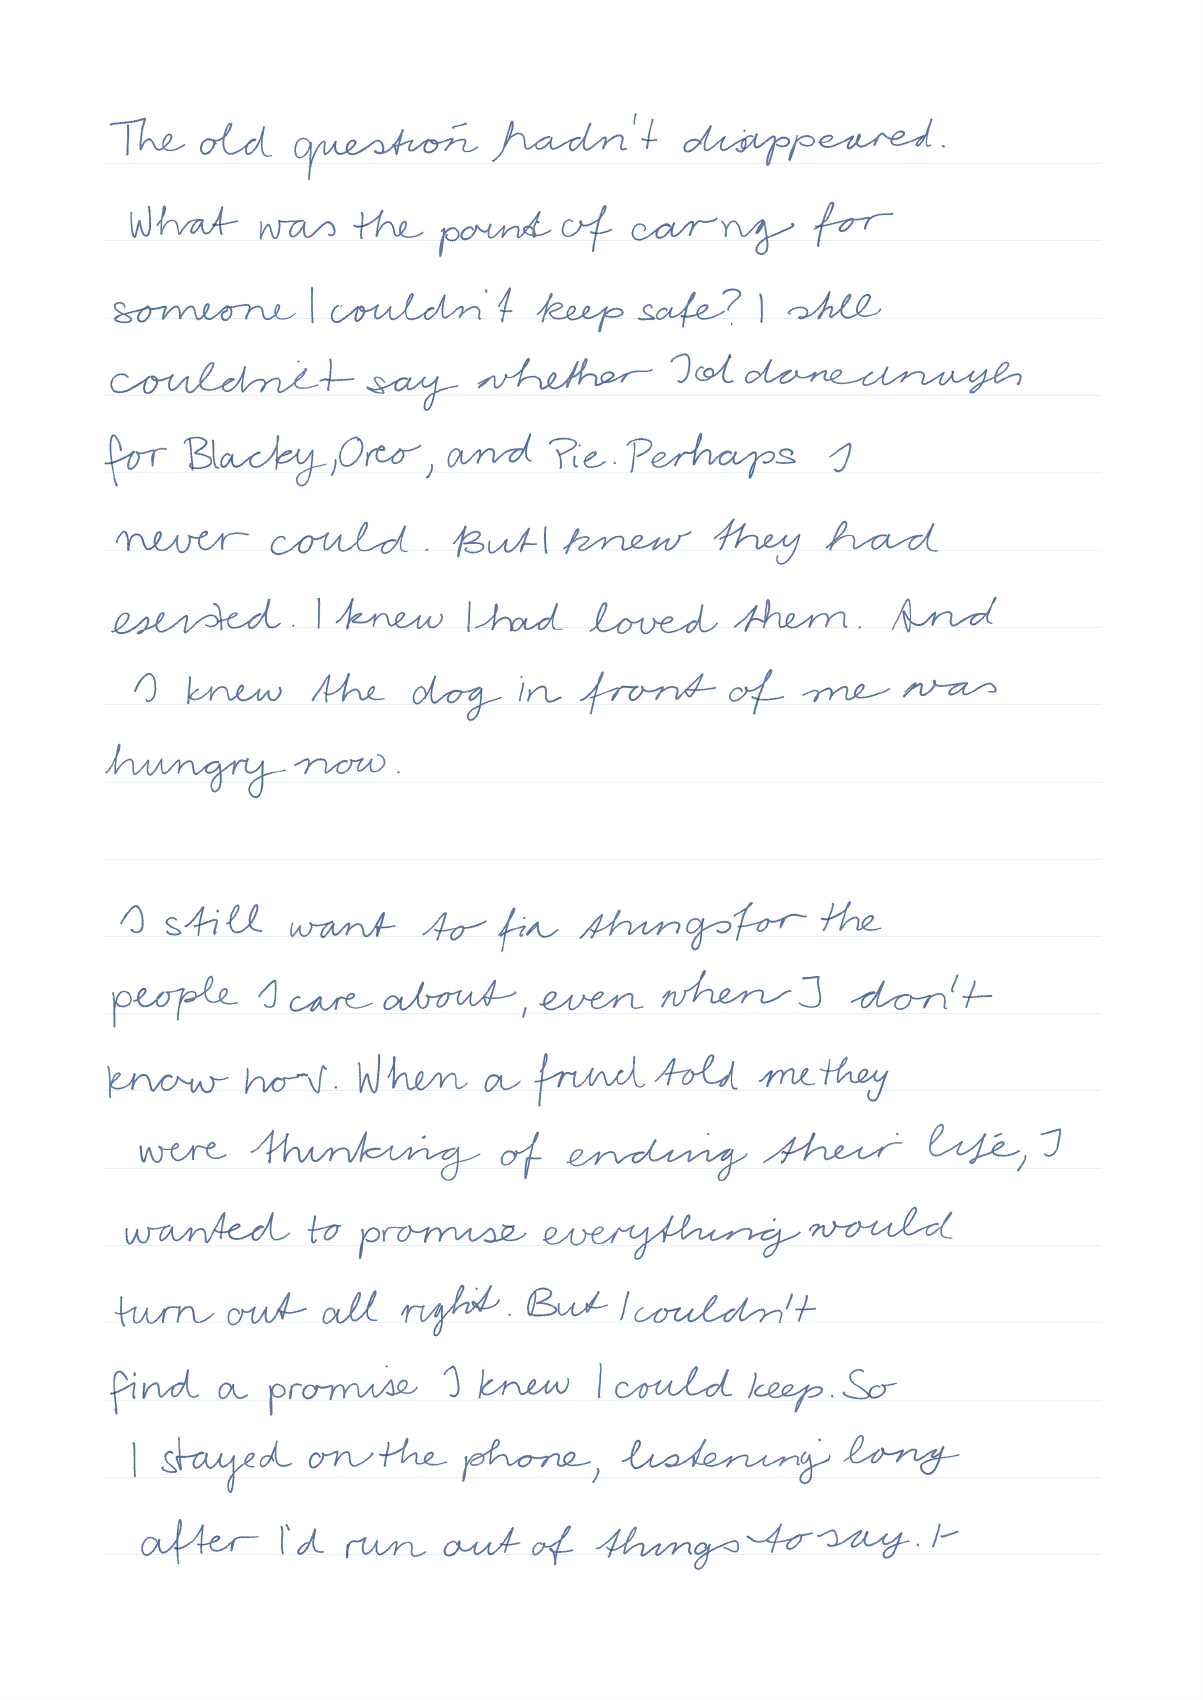 The old question hadn't disappeared.
What was the point of caring for
someone I couldn't keep safe? I still
couldn't say whether I'd done enough
for Blacky, Oreo, and Pie. Perhaps I
never could. But I knew they had
existed. I knew I had loved them. And
I knew the dog in front of me was
hungry now.
I still want to fix things for the
people I care about, even when I don't
know how. When a friend told me they
were thinking of ending their life, I
wanted to promise everything would
turn out all right. But I couldn't
find a promise I knew I could keep. So
I stayed on the phone, listening long
after I'd run out of things to say. It